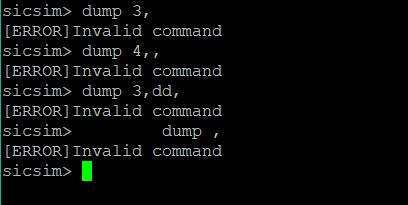 sicsim> dump 3,
[ERROR]Invalid command
sicsim> dump 4,,
[ERROR]Invalid command
sicsim> dump 3,dd,
[ERROR]Invalid command
sicsim>         dump ,
[ERROR]Invalid command
sicsim>